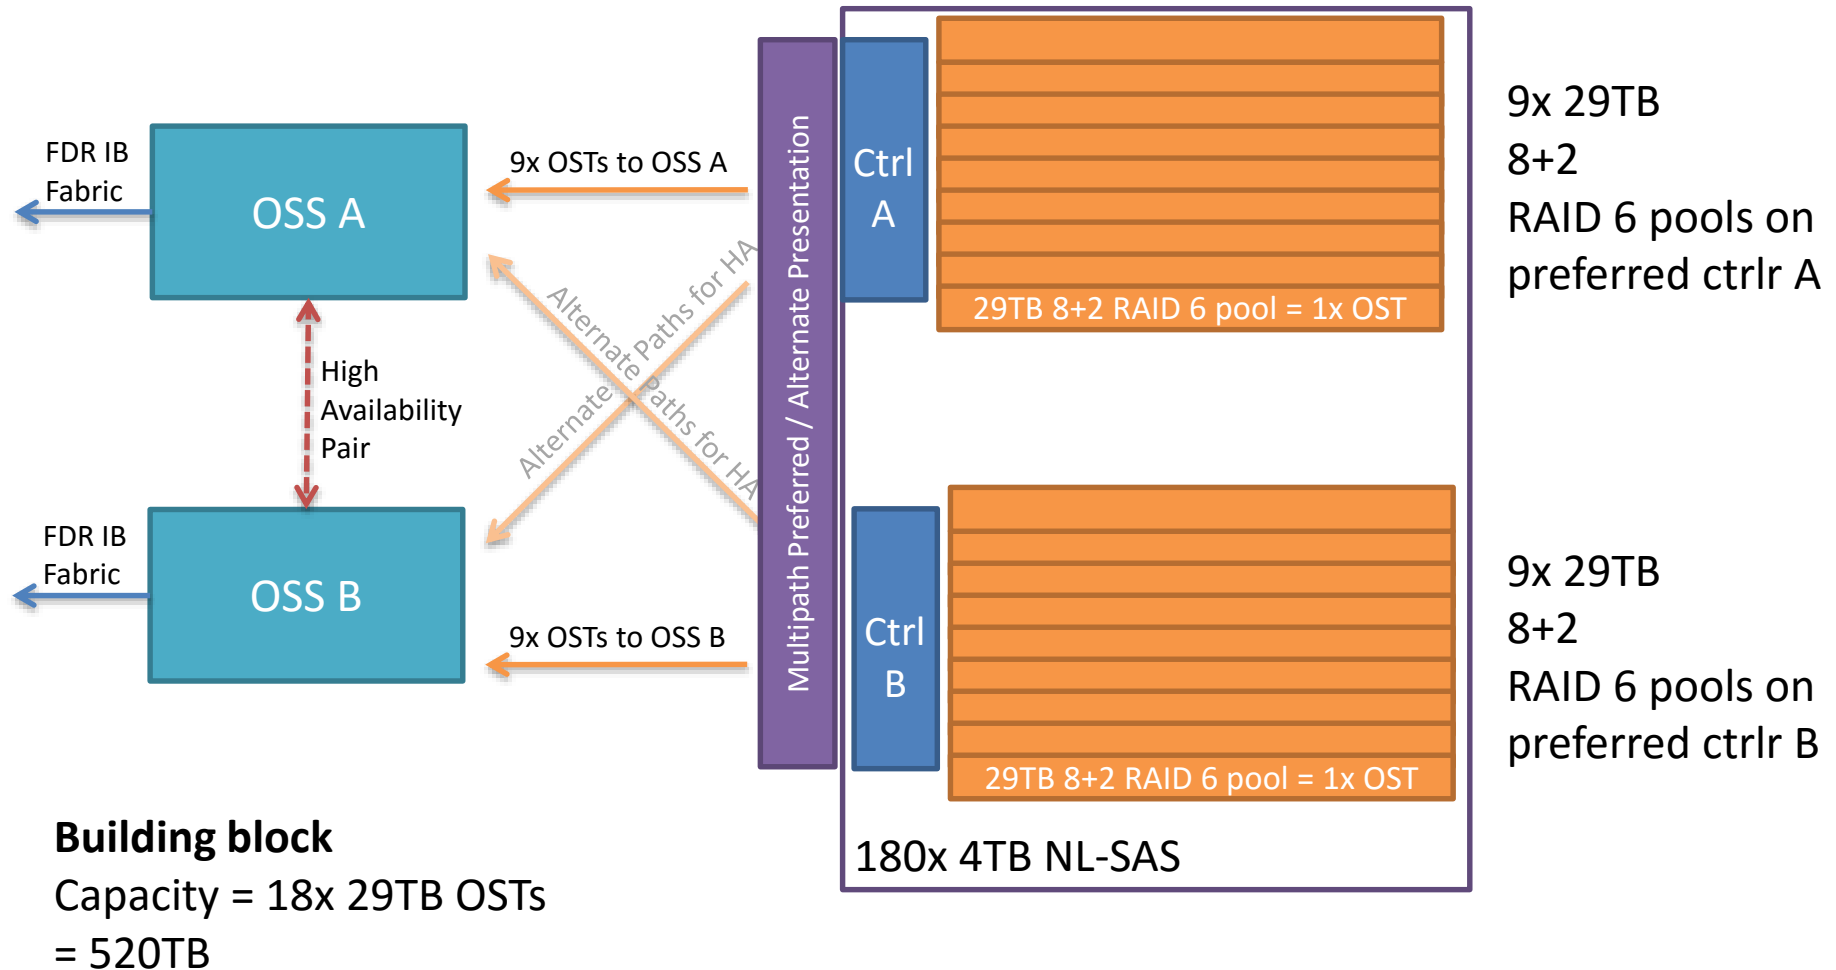 FDR IB
Fabric
OSS A
9x OSTs to OSS A
Alternate Paths for HA
Alternate Paths for HA
High
Availability
Pair
FDR IB
Fabric
OSS B
9x OSTs to OSS B
Multipath Preferred / Alternate Presentation
Ctrl
A
29TB 8+2 RAID 6 pool = 1x OST
9x 29TB
8+2
RAID 6 pools on
preferred ctrlr A
Ctrl
B
29TB 8+2 RAID 6 pool = 1x OST
9x 29TB
8+2
RAID 6 pools on
preferred ctrlr B
180x 4TB NL-SAS
Building block
Capacity = 18x 29TB OSTs
= 520TB